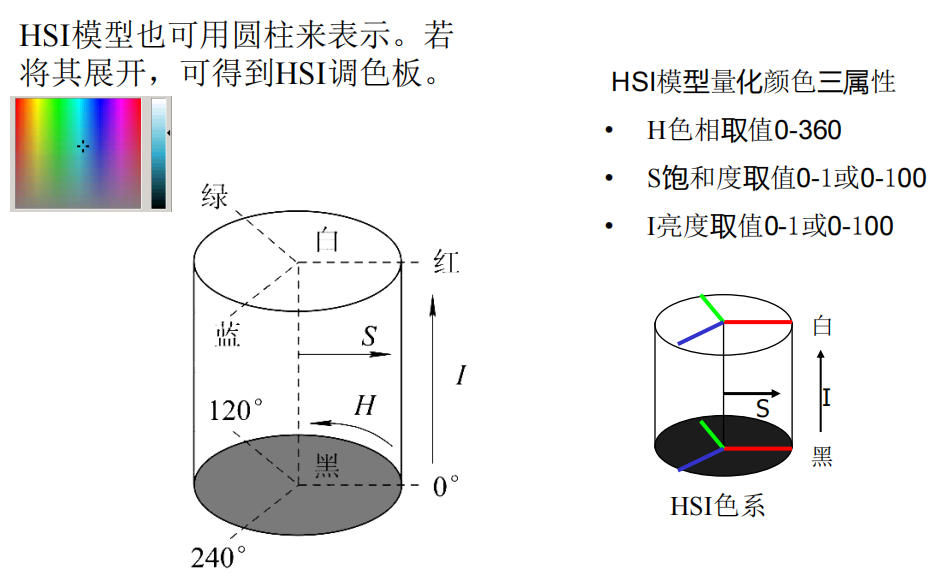 HSI模型也可用圆柱来表示。若
将其展开，可得到HSI调色板。
HSI模型量化颜色三属性
• H色相取值0-360
• S饱和度取值0-1或0-100
• I亮度取值0-1或0-100
绿
白
红
蓝
S
I
120°
H
黑
0°
240°
白
I
S
黑
HSI色系